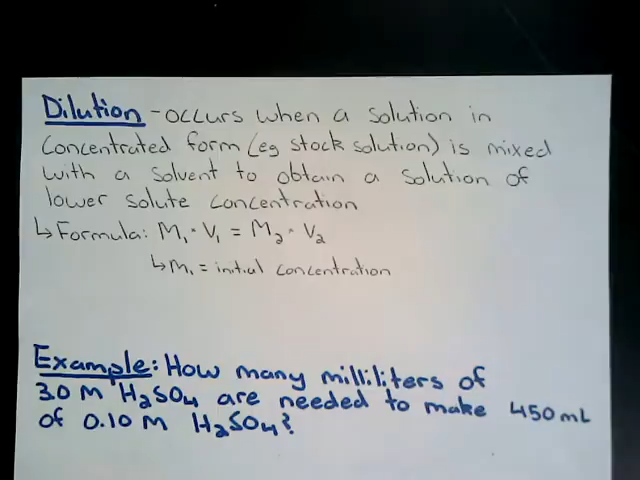 Dilution - occurs when a solution in
concentrated form (eg stock solution) is mixed
with a solvent to obtain a solution of
lower solute concentration
↳ Formula: M₁ · V₁ = M₂ · V₂
↳ M₁ = initial concentration
Example: How many milliliters of
3.0 M H₂SO₄ are needed to make 450 mL
of 0.10 M H₂SO₄?